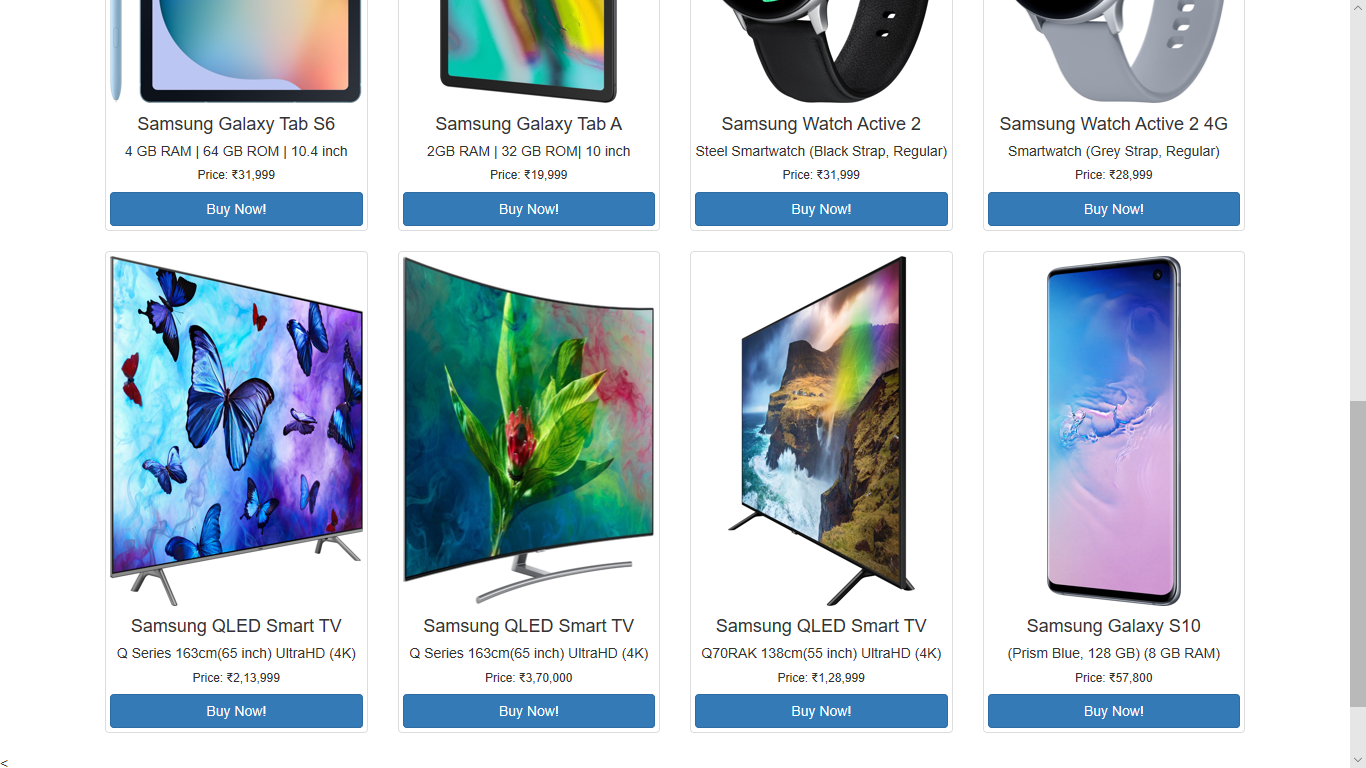 Samsung Galaxy Tab S6
4 GB RAM | 64 GB ROM | 10.4 inch
Price: ₹31,999
Buy Now!
Samsung Galaxy Tab A
2GB RAM | 32 GB ROM| 10 inch
Price: ₹19,999
Buy Now!
Samsung Watch Active 2
Steel Smartwatch (Black Strap, Regular)
Price: ₹31,999
Buy Now!
Samsung Watch Active 2 4G
Smartwatch (Grey Strap, Regular)
Price: ₹28,999
Buy Now!
Samsung QLED Smart TV
Q Series 163cm(65 inch) UltraHD (4K)
Price: ₹2,13,999
Buy Now!
Samsung QLED Smart TV
Q Series 163cm(65 inch) UltraHD (4K)
Price: ₹3,70,000
Buy Now!
Samsung QLED Smart TV
Q70RAK 138cm(55 inch) UltraHD (4K)
Price: ₹1,28,999
Buy Now!
Samsung Galaxy S10
(Prism Blue, 128 GB) (8 GB RAM)
Price: ₹57,800
Buy Now!
<